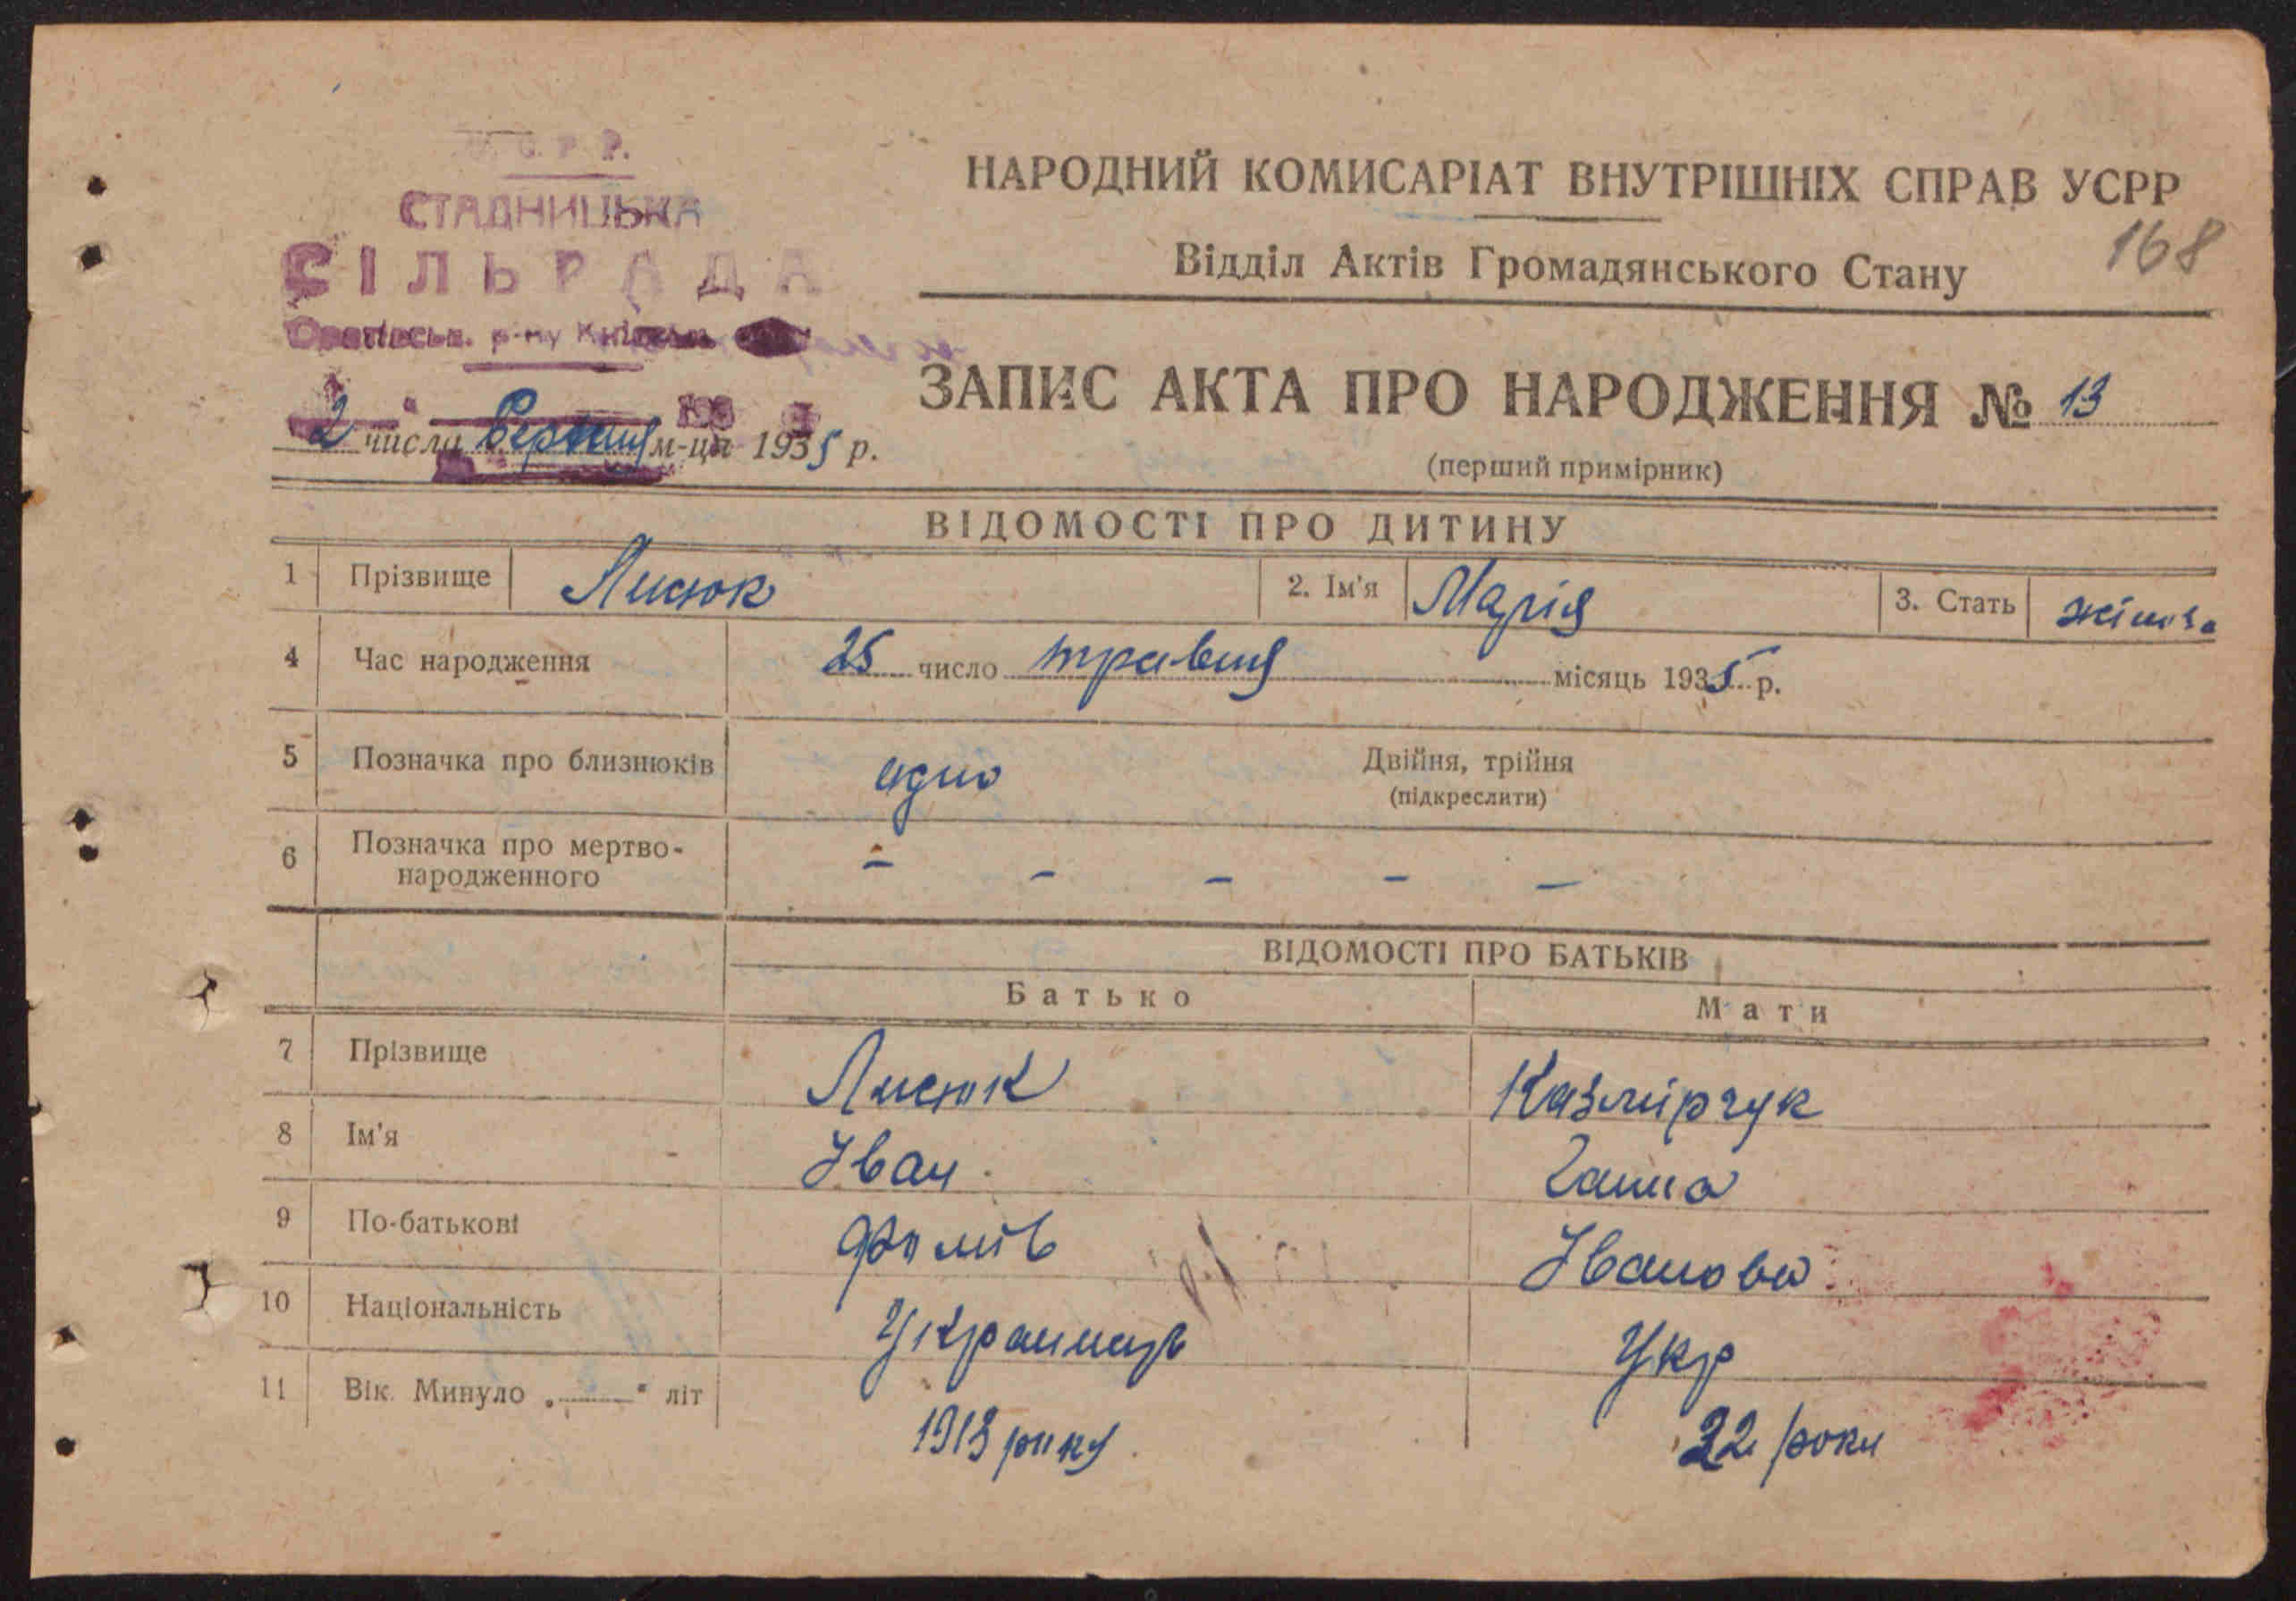 У.С.Р.Р.
СТАДНИЦЬКА
СІЛЬРАДА
р-ну
2 числа Вересня м-ця 1935 р.
НАРОДНИЙ КОМИСАРІАТ ВНУТРІШНІХ СПРАВ УСРР
168
Відділ Актів Громадянського Стану
ЗАПИС АКТА ПРО НАРОДЖЕННЯ № 13
(перший примірник)
ВІДОМОСТІ ПРО ДИТИНУ
1 Прізвище Лисюк 2. Ім'я Марія 3. Стать жіноча
4 Час народження 25 число травня місяць 1935 р.
5 Позначка про близнюків одно Двійня, трійня
(підкреслити)
6 Позначка про мертво-
народженного – – – – –
ВІДОМОСТІ ПРО БАТЬКІВ
Батько Мати
7 Прізвище Лисюк Казмірчук
8 Ім'я Іван Ганна
9 По-батькові Фомів Іванова
10 Національність Українець Укр
11 Вік. Минуло „ “ літ 1913 року 22 роки